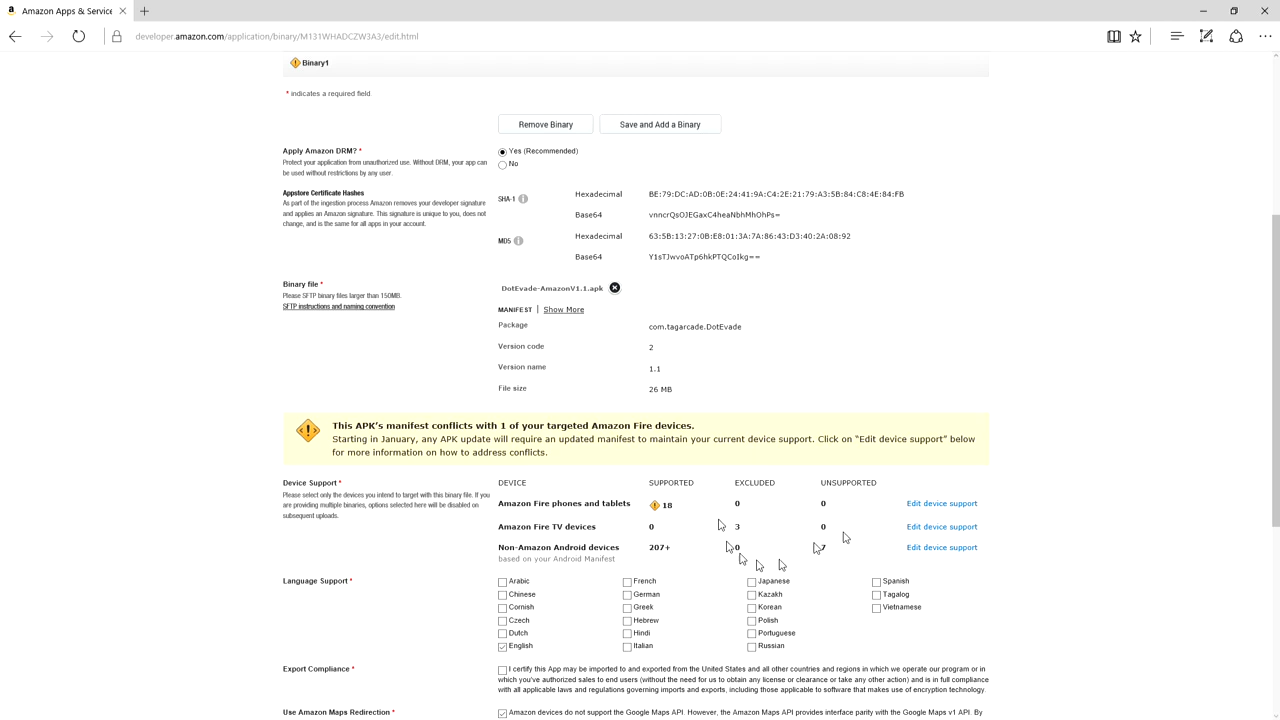 Amazon Apps & Service
developer.amazon.com/application/binary/M131WHADCZW3A3/edit.html
Binary1
* indicates a required field
Remove Binary
Save and Add a Binary
Apply Amazon DRM? *
Protect your application from unauthorized use. Without DRM, your app can
be used without restrictions by any user.
Yes (Recommended)
No
Appstore Certificate Hashes
As part of the ingestion process Amazon removes your developer signature
and applies an Amazon signature. This signature is unique to you, does not
change, and is the same for all apps in your account.
SHA-1
Hexadecimal
BE:79:DC:AD:0B:0E:24:41:9A:C4:2E:21:79:A3:5B:84:C8:4E:84:FB
Base64
vnncrQsOJEGaxC4heaNbhMhOhPs=
MD5
Hexadecimal
63:5B:13:27:0B:E8:01:3A:7A:86:43:D3:40:2A:08:92
Base64
Y1sTJwvoATp6hkPTQCoIkg==
Binary file *
Please SFTP binary files larger than 150MB.
SFTP instructions and naming convention
DotEvade-AmazonV1.1.apk
MANIFEST | Show More
Package
com.tagarcade.DotEvade
Version code
2
Version name
1.1
File size
26 MB
This APK's manifest conflicts with 1 of your targeted Amazon Fire devices.
Starting in January, any APK update will require an updated manifest to maintain your current device support. Click on "Edit device support" below
for more information on how to address conflicts.
Device Support *
Please select only the devices you intend to target with this binary file. If you
are providing multiple binaries, options selected here will be disabled on
subsequent uploads.
DEVICE SUPPORTED EXCLUDED UNSUPPORTED
Amazon Fire phones and tablets 18 0 0 Edit device support
Amazon Fire TV devices 0 3 0 Edit device support
Non-Amazon Android devices 207+ 0 7 Edit device support
based on your Android Manifest
Language Support *
Arabic French Japanese Spanish
Chinese German Kazakh Tagalog
Cornish Greek Korean Vietnamese
Czech Hebrew Polish
Dutch Hindi Portuguese
English Italian Russian
Export Compliance *
I certify this App may be imported to and exported from the United States and all other countries and regions in which we operate our program or in
which you've authorized sales to end users (without the need for us to obtain any license or clearance or take any other action) and is in full compliance
with all applicable laws and regulations governing imports and exports, including those applicable to software that makes use of encryption technology.
Use Amazon Maps Redirection *
Amazon devices do not support the Google Maps API. However, the Amazon Maps API provides interface parity with the Google Maps v1 API. By